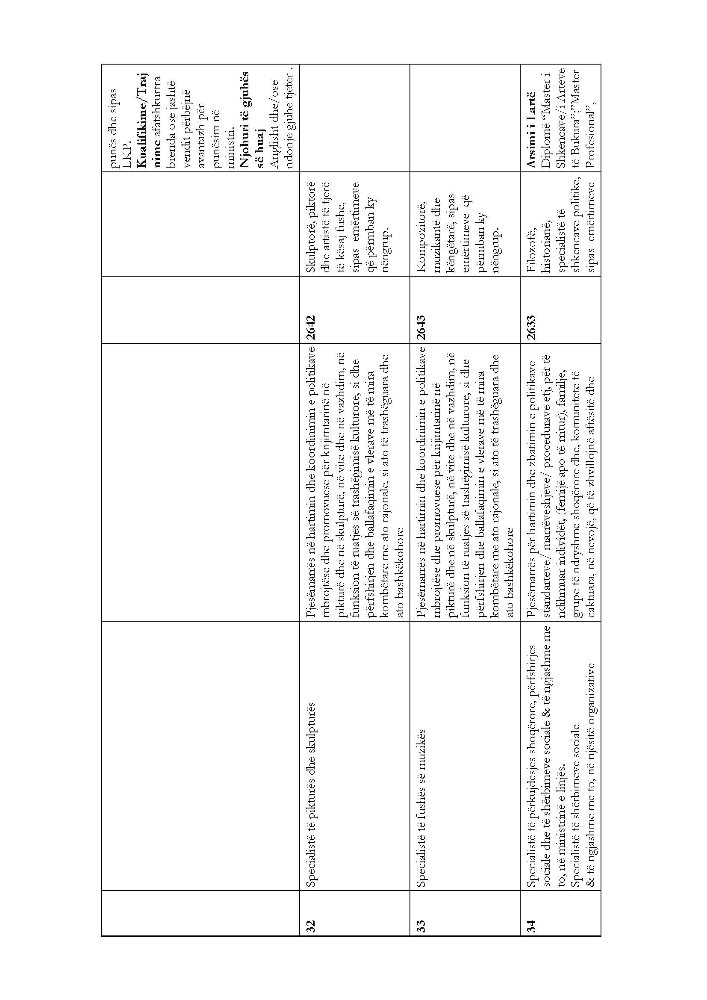 punës dhe sipas
LKP.
Kualifikime/Traj
nime afatshkurtra
brenda ose jashtë
vendit përbëjnë
avantazh për
punësim në
ministri.
Njohuri të gjuhës
së huaj
Anglisht dhe/ose
ndonje gjuhe tjeter .
32
Specialistë të pikturës dhe skulpturës
Pjesëmarrës në hartimin dhe koordinimin e politikave
mbrojtëse dhe promovuese për krijimtarinë në
pikturë dhe në skulpturë, në vite dhe në vazhdim, në
funksion të ruatjes së trashëgimisë kulturore, si dhe
përfshirjen dhe ballafaqimin e vlerave më të mira
kombëtare me ato rajonale, si ato të trashëguara dhe
ato bashkëkohore
2642
Skulptorë, piktorë
dhe artistë të tjerë
të kësaj fushe,
sipas emërtimeve
që përmban ky
nëngrup.
33
Specialistë të fushës së muzikës
Pjesëmarrës në hartimin dhe koordinimin e politikave
mbrojtëse dhe promovuese për krijimtarinë në
pikturë dhe në skulpturë, në vite dhe në vazhdim, në
funksion të ruatjes së trashëgimisë kulturore, si dhe
përfshirjen dhe ballafaqimin e vlerave më të mira
kombëtare me ato rajonale, si ato të trashëguara dhe
ato bashkëkohore
2643
Kompozitorë,
muzikantë dhe
këngëtarë, sipas
emërtimeve që
përmban ky
nëngrup.
34
Specialistë të përkujdesjes shoqërore, përfshirjes
sociale dhe të shërbimeve sociale & të ngjashme me
to, në ministrinë e linjës.
Specialistë të shërbimeve sociale
& të ngjashme me to, në njësitë organizative
Pjesëmarrës për hartimin dhe zbatimin e politikave
standarteve/ marrëveshjeve/ procedurave etj, për të
ndihmuar individët, (femijë apo të rritur), familje,
grupe të ndryshme shoqërore dhe, komunitete të
caktuara, në nevojë, që të zhvillojnë aftësitë dhe
2633
Filozofë,
historianë,
specialistë të
shkencave politike,
sipas emërtimeve
Arsimi i Lartë
Diplomë “Master i
Shkencave/i Arteve
të Bukura”;”Master
Profesional”,